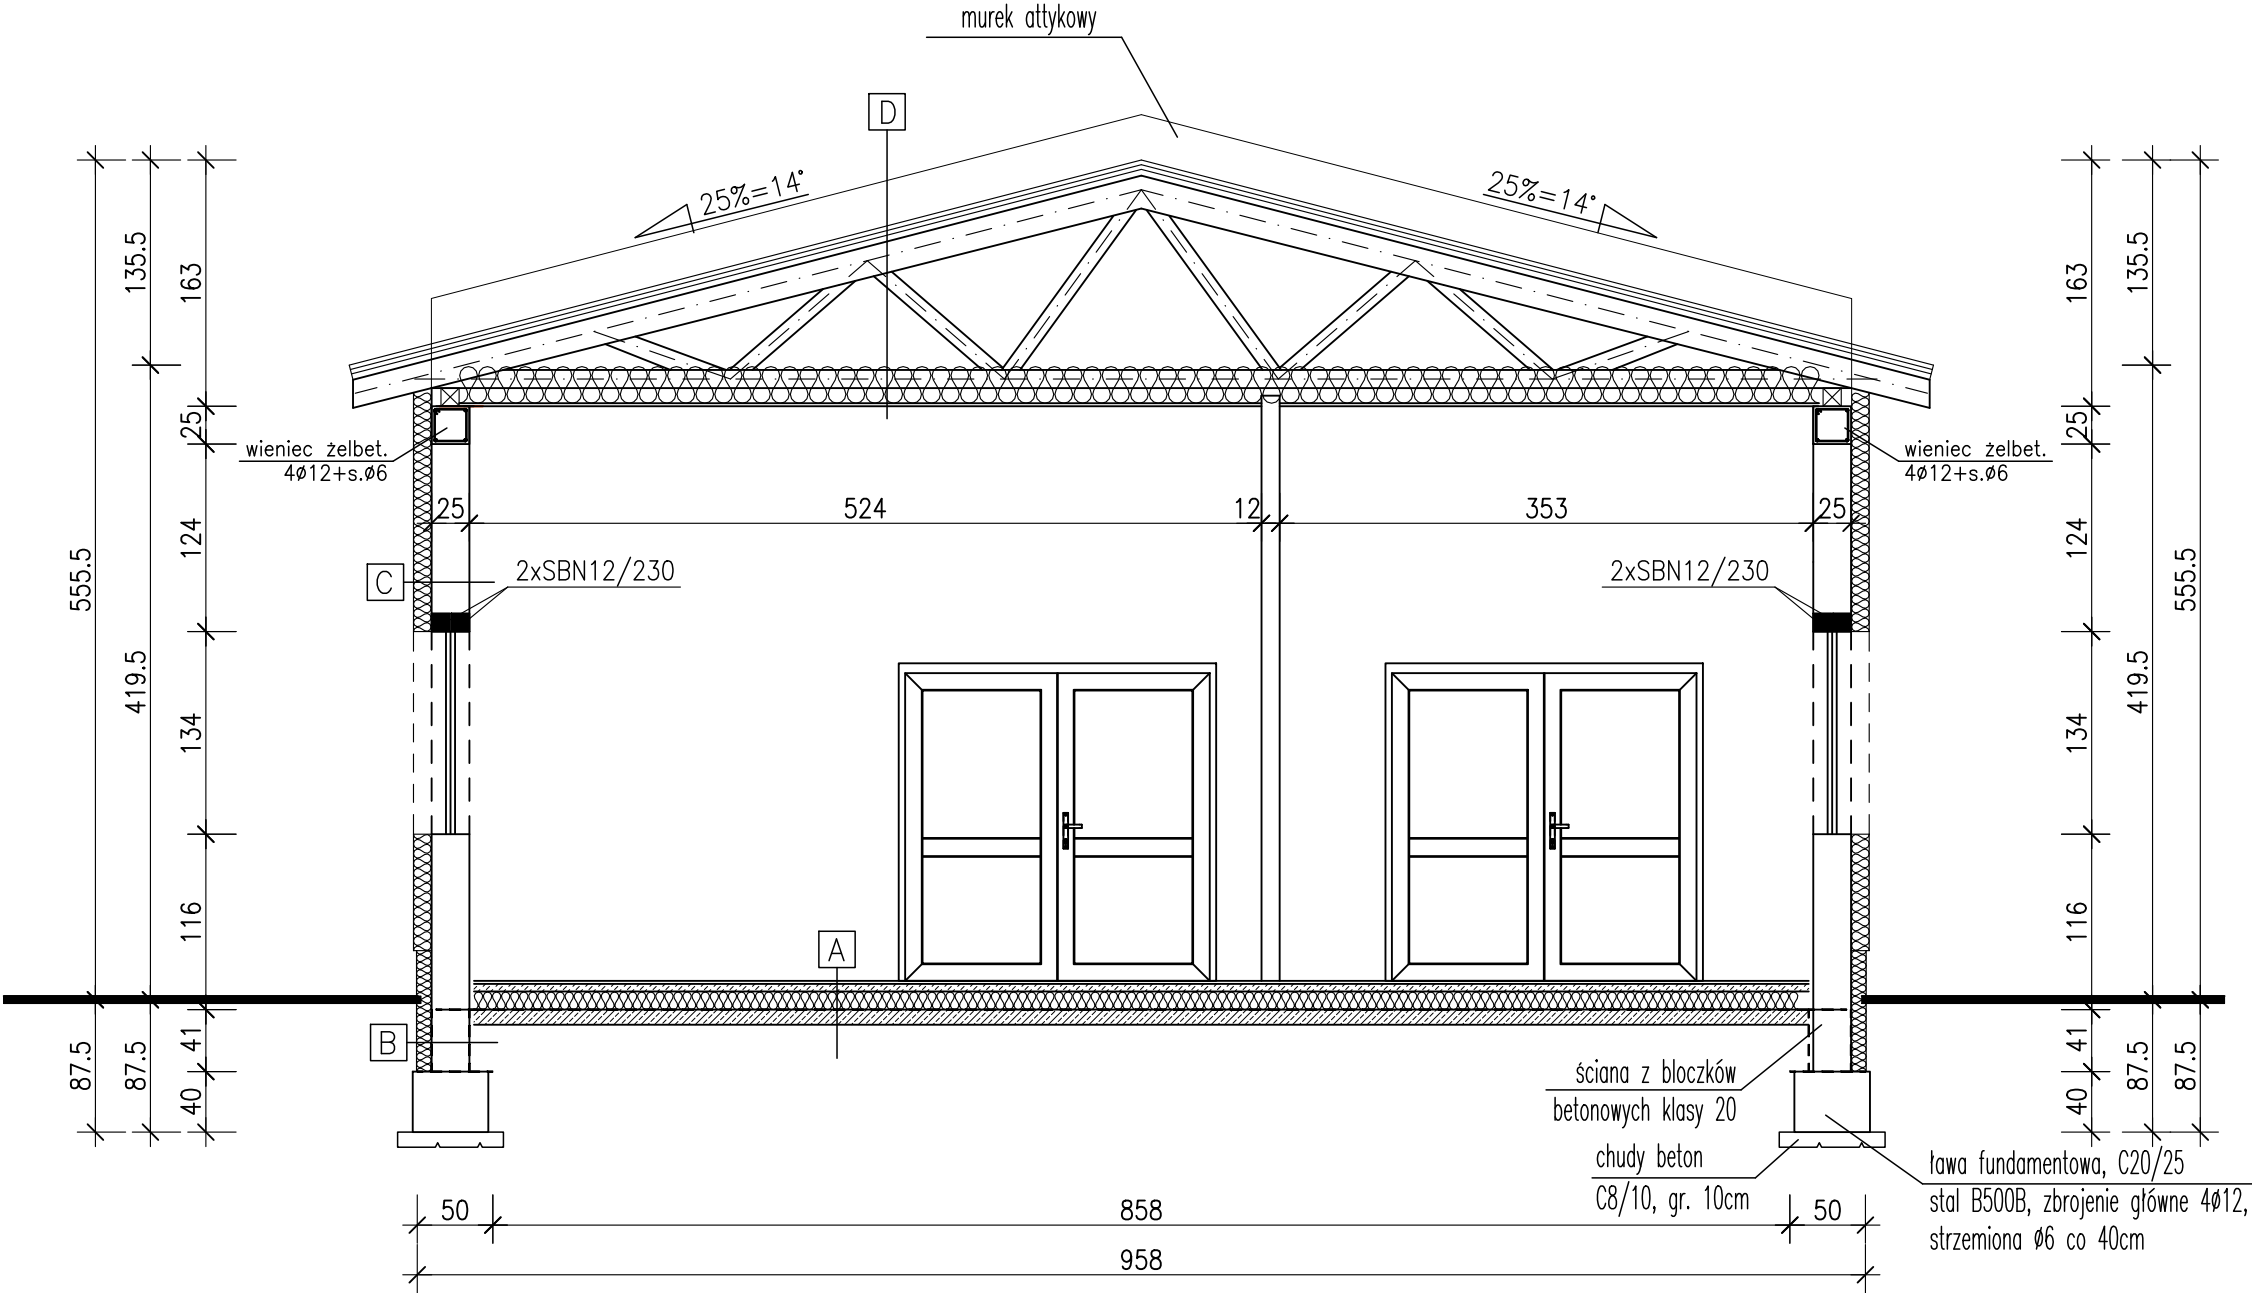 murek attykowy
D
25%=14°
25%=14°
135.5
163
163
135.5
25
25
wieniec żelbet.
4ø12+s.ø6
wieniec żelbet.
4ø12+s.ø6
25
524
12
353
25
555.5
124
C
2xSBN12/230
2xSBN12/230
124
555.5
419.5
134
134
419.5
116
A
116
87.5
87.5
41
B
41
87.5
87.5
40
40
ściana z bloczków
betonowych klasy 20
chudy beton
C8/10, gr. 10cm
ława fundamentowa, C20/25
stal B500B, zbrojenie główne 4ø12,
strzemiona ø6 co 40cm
50
858
50
958